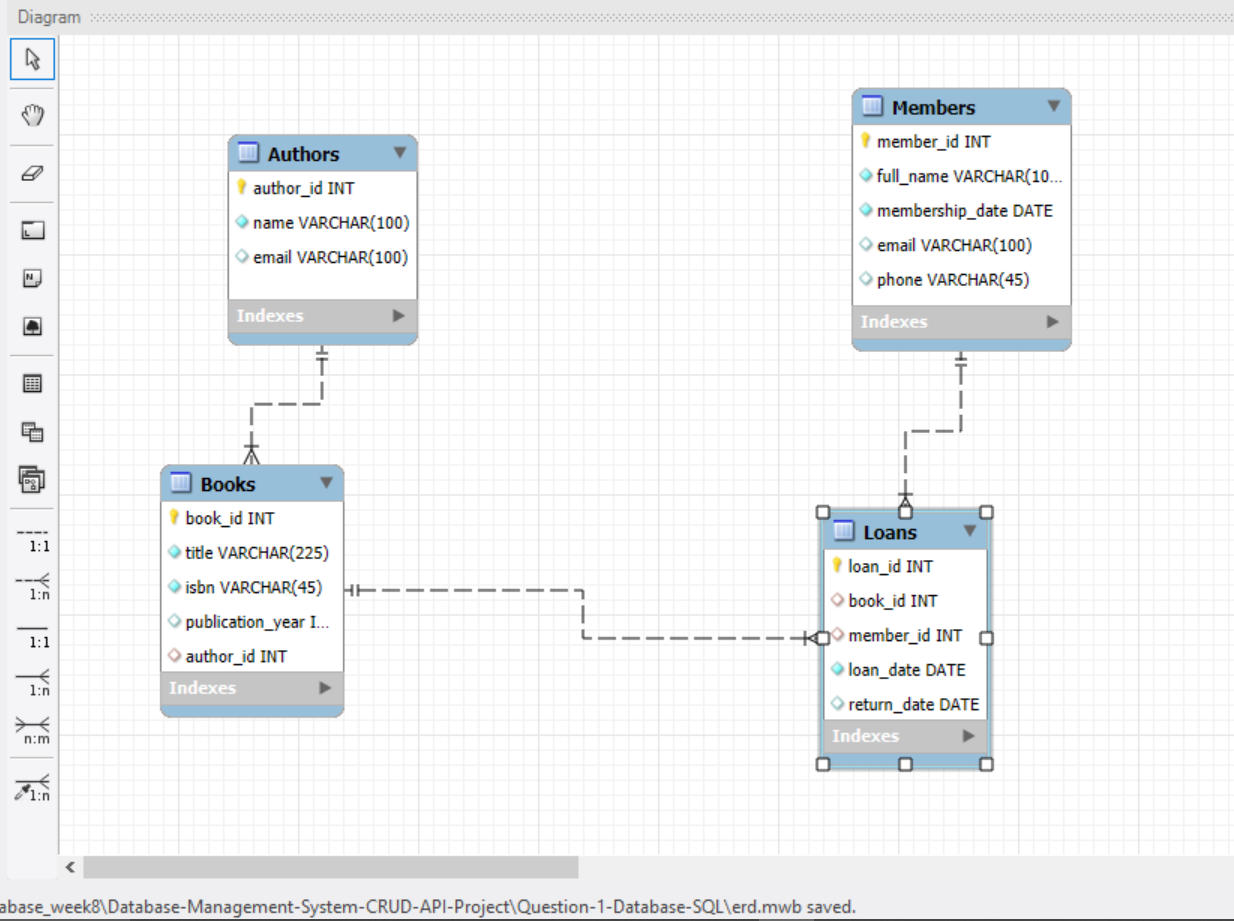 Diagram
Authors
author_id INT
name VARCHAR(100)
email VARCHAR(100)
Indexes
Members
member_id INT
full_name VARCHAR(10...
membership_date DATE
email VARCHAR(100)
phone VARCHAR(45)
Indexes
Books
book_id INT
title VARCHAR(225)
isbn VARCHAR(45)
publication_year I...
author_id INT
Indexes
Loans
loan_id INT
book_id INT
member_id INT
loan_date DATE
return_date DATE
Indexes
N
1:1
1:n
1:1
1:n
n:m
1:n
abase_week8\Database-Management-System-CRUD-API-Project\Question-1-Database-SQL\erd.mwb saved.